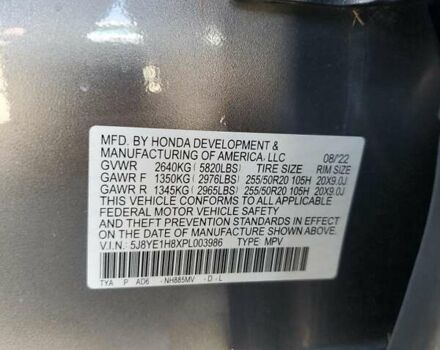 MFD. BY HONDA DEVELOPMENT &
MANUFACTURING OF AMERICA, LLC 08/'22
GVWR 2640KG (5820LBS) TIRE SIZE RIM SIZE
GAWR F 1350KG (2976LBS) 255/50R20 105H 20X9.0J
GAWR R 1345KG (2965LBS) 255/50R20 105H 20X9.0J
THIS VEHICLE CONFORMS TO ALL APPLICABLE
FEDERAL MOTOR VEHICLE SAFETY
AND THEFT PREVENTION STANDARDS IN
EFFECT ON THE DATE OF MANUFACTURE
SHOWN ABOVE.
V.I.N: 5J8YE1H8XPL003986 TYPE MPV
TYA P AD6 -NH885MV -D -L